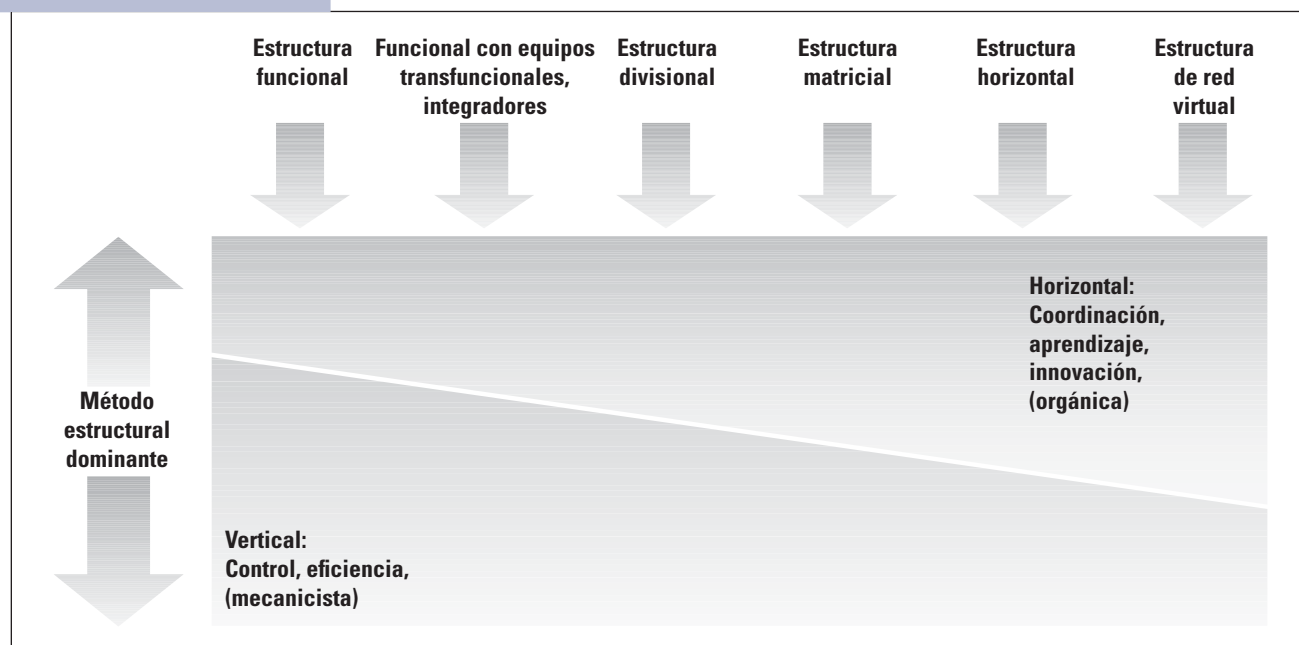 Estructura
funcional
Funcional con equipos
transfuncionales,
integradores
Estructura
divisional
Estructura
matricial
Estructura
horizontal
Estructura
de red
virtual
Horizontal:
Coordinación,
aprendizaje,
innovación,
(orgánica)
Método
estructural
dominante
Vertical:
Control, eficiencia,
(mecanicista)